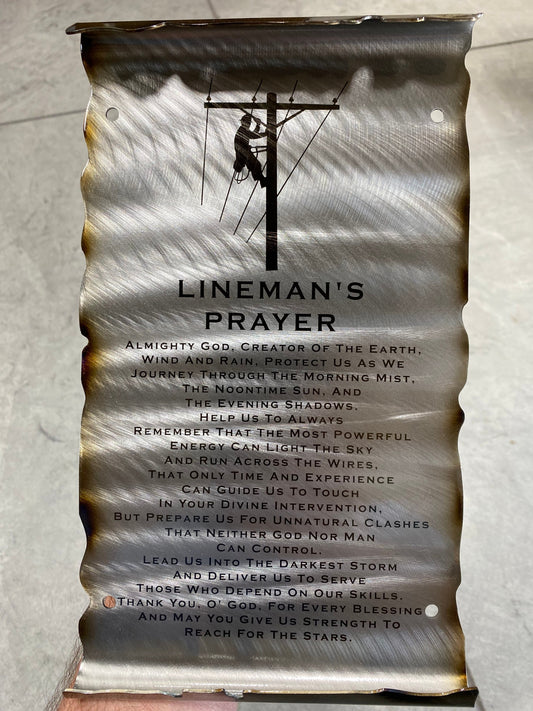 LINEMAN'S
PRAYER
ALMIGHTY GOD, CREATOR OF THE EARTH,
WIND AND RAIN, PROTECT US AS WE
JOURNEY THROUGH THE MORNING MIST,
THE NOONTIME SUN, AND
THE EVENING SHADOWS.
HELP US TO ALWAYS
REMEMBER THAT THE MOST POWERFUL
ENERGY CAN LIGHT THE SKY
AND RUN ACROSS THE WIRES,
THAT ONLY TIME AND EXPERIENCE
CAN GUIDE US TO TOUCH
IN YOUR DIVINE INTERVENTION,
BUT PREPARE US FOR UNNATURAL CLASHES
THAT NEITHER GOD NOR MAN
CAN CONTROL.
LEAD US INTO THE DARKEST STORM
AND DELIVER US TO SERVE
THOSE WHO DEPEND ON OUR SKILLS.
THANK YOU, O' GOD, FOR EVERY BLESSING
AND MAY YOU GIVE US STRENGTH TO
REACH FOR THE STARS.